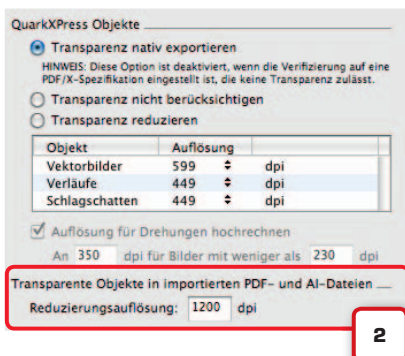 QuarkXPress Objekte
Transparenz nativ exportieren
HINWEIS: Diese Option ist deaktiviert, wenn die Verifizierung auf eine
PDF/X-Spezifikation eingestellt ist, die keine Transparenz zulässt.
Transparenz nicht berücksichtigen
Transparenz reduzieren
Objekt Auflösung
Vektorbilder 599 dpi
Verläufe 449 dpi
Schlagschatten 449 dpi
Auflösung für Drehungen hochrechnen
An 350 dpi für Bilder mit weniger als 230 dpi
Transparente Objekte in importierten PDF- und AI-Dateien
Reduzierungsauflösung: 1200 dpi
2